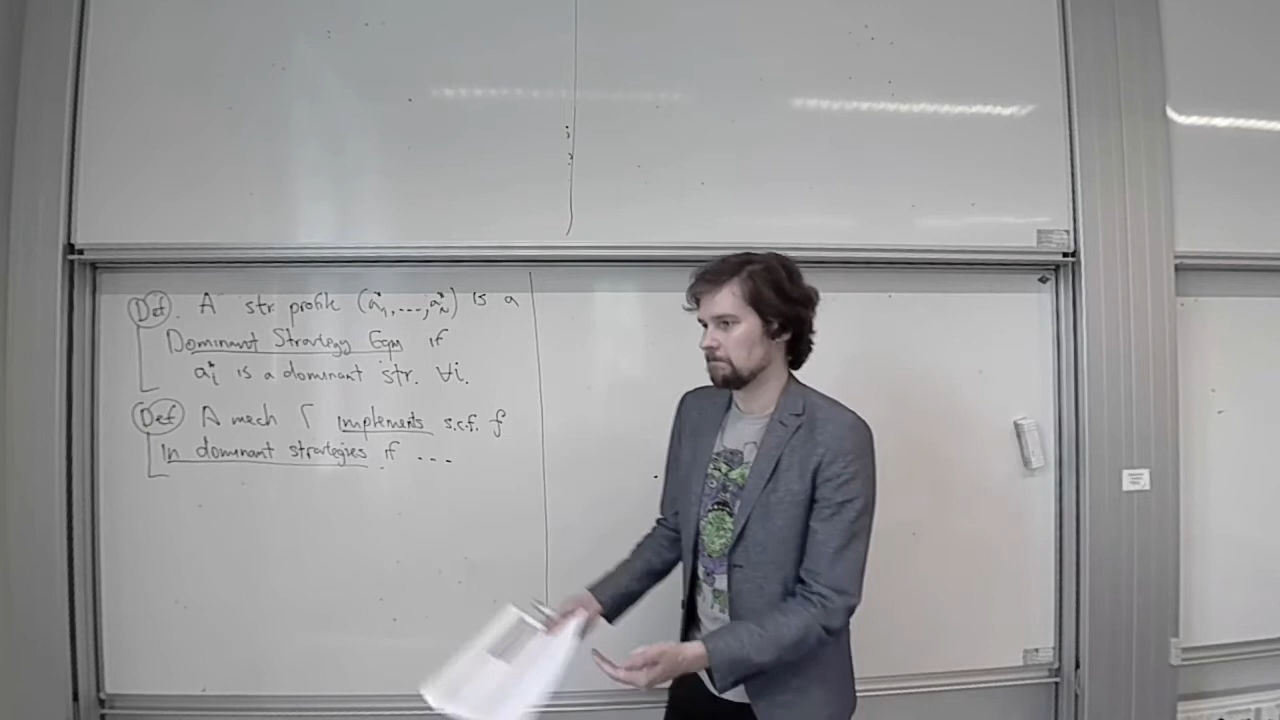 Def. A str. profile (a₁*, ..., a_N*) is a
Dominant Strategy Eqm if
aᵢ* is a dominant str. ∀i.
Def A mech Γ implements s.c.f. f
in dominant strategies if ...